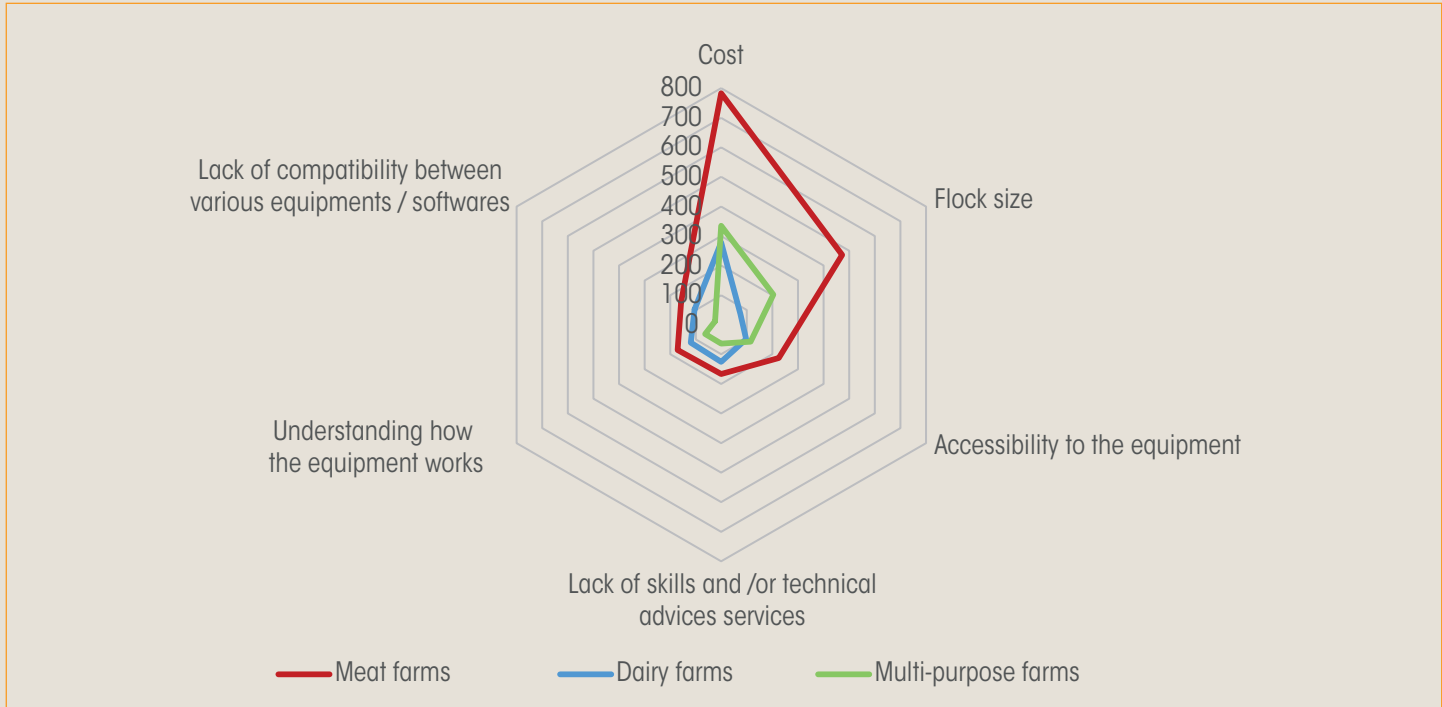 Cost
800
700
600
500
400
300
200
100
0
Lack of compatibility between
various equipments / softwares
Flock size
Understanding how
the equipment works
Accessibility to the equipment
Lack of skills and /or technical
advices services
Meat farms
Dairy farms
Multi-purpose farms